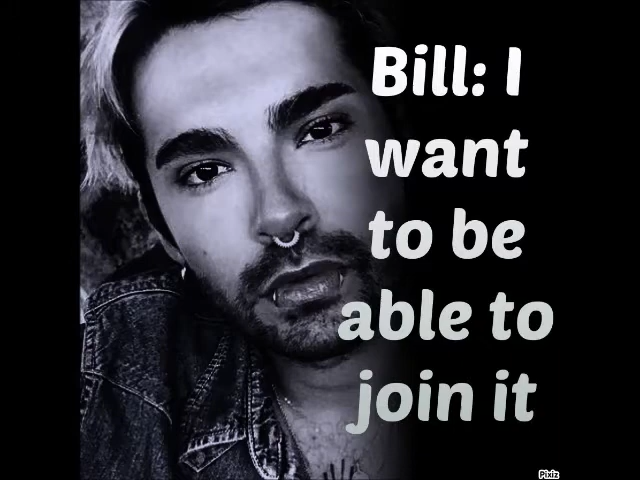 Bill: I
want
to be
able to
join it
Pixiz